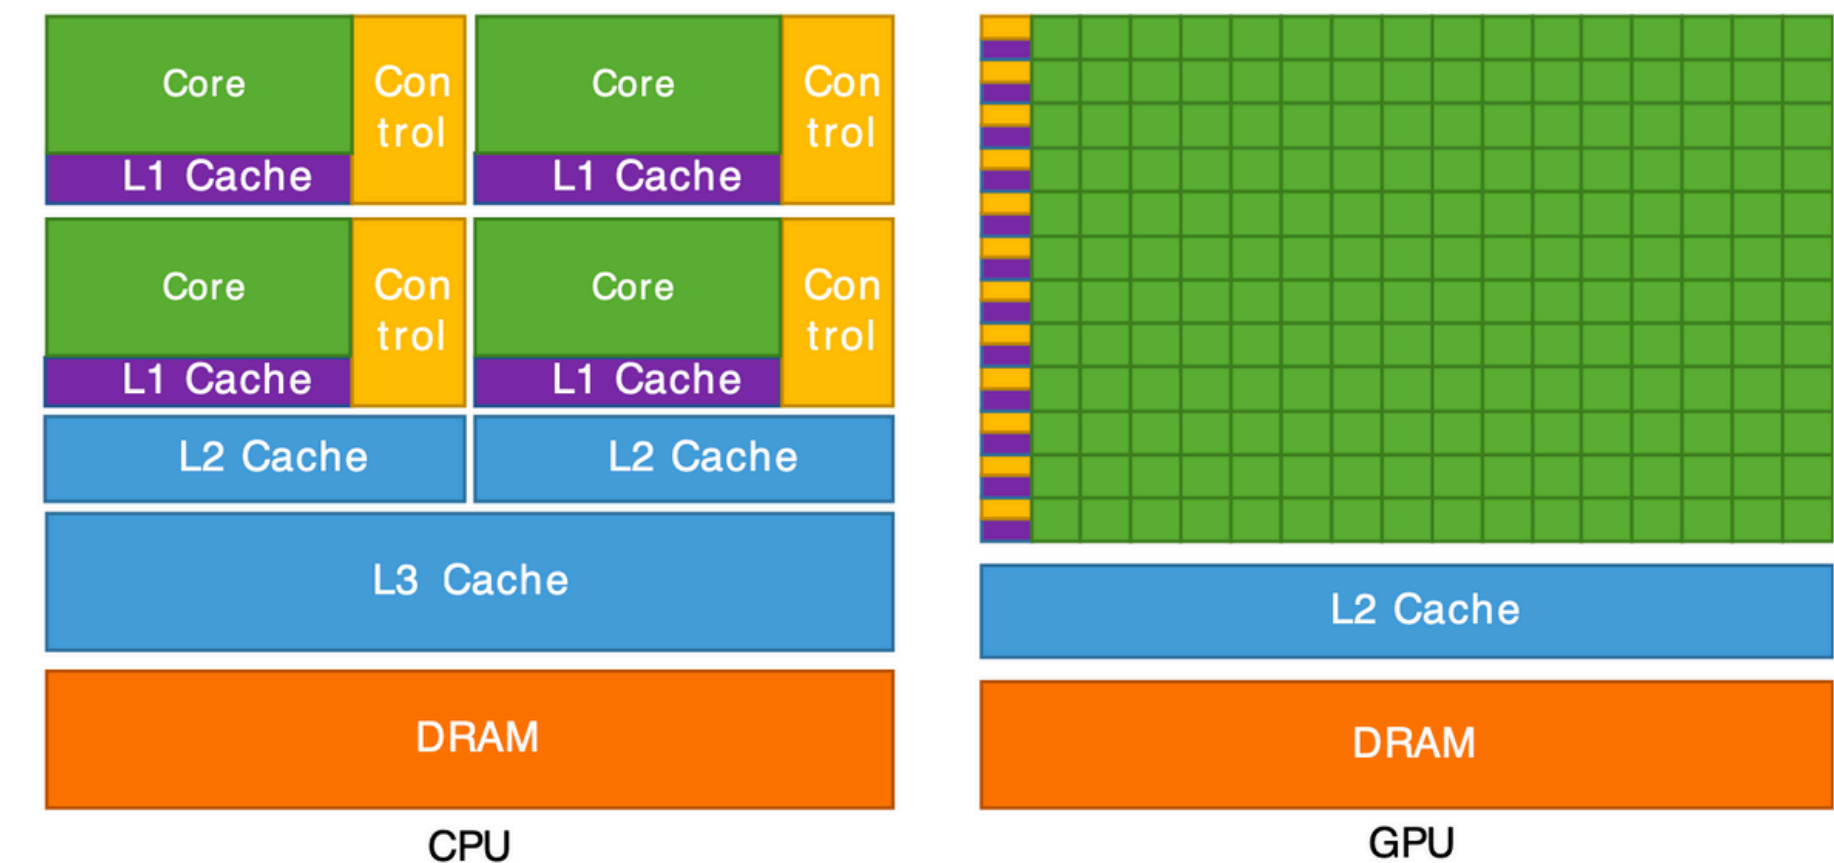 Core
Con
trol
L1 Cache
Core
Con
trol
L1 Cache
Core
Con
trol
L1 Cache
Core
Con
trol
L1 Cache
L2 Cache
L2 Cache
L3 Cache
DRAM
CPU
L2 Cache
DRAM
GPU